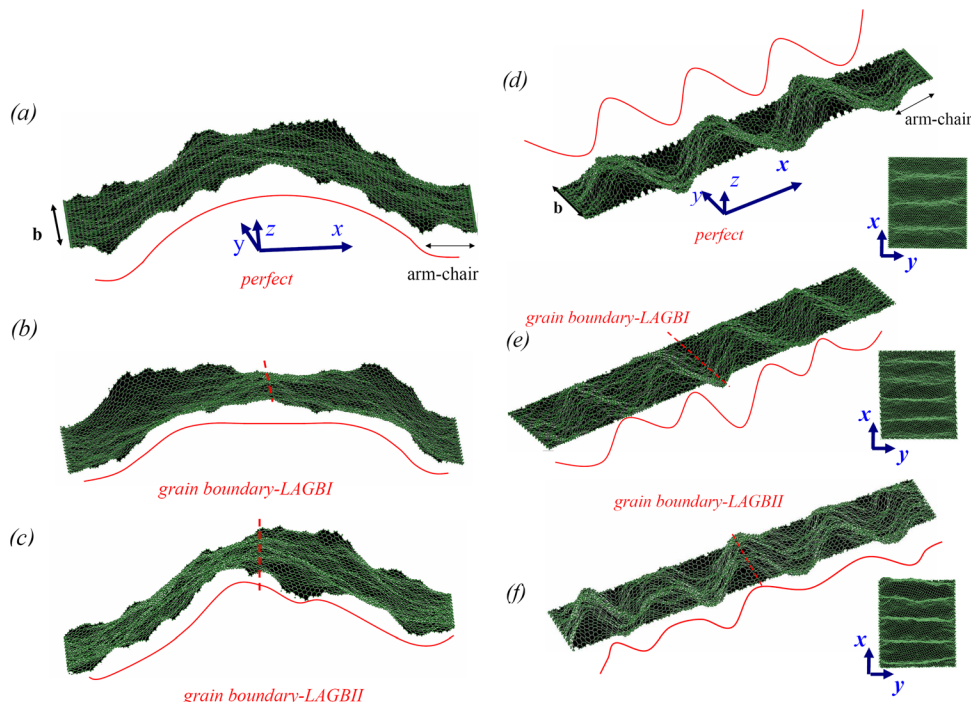 (a)
b
y
z
x
perfect
arm-chair
(b)
grain boundary-LAGBI
(c)
grain boundary-LAGBII
(d)
arm-chair
b
y
z
x
perfect
x
y
(e)
grain boundary-LAGBI
x
y
(f)
grain boundary-LAGBII
x
y